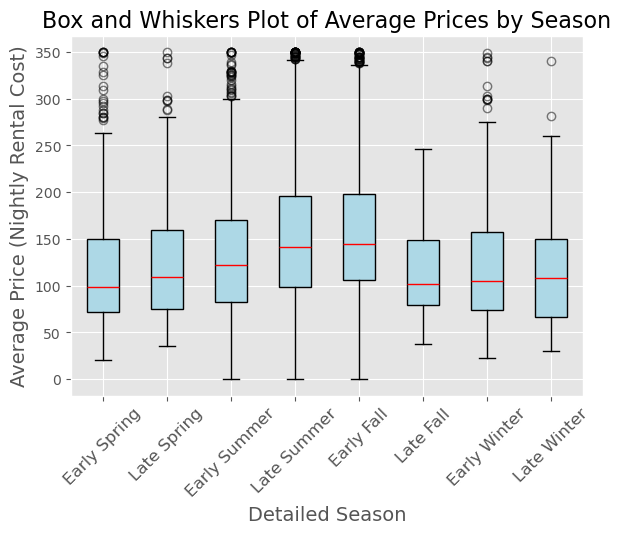 Box and Whiskers Plot of Average Prices by Season
Average Price (Nightly Rental Cost)
350
300
250
200
150
100
50
0
Early Spring
Late Spring
Early Summer
Late Summer
Early Fall
Late Fall
Early Winter
Late Winter
Detailed Season